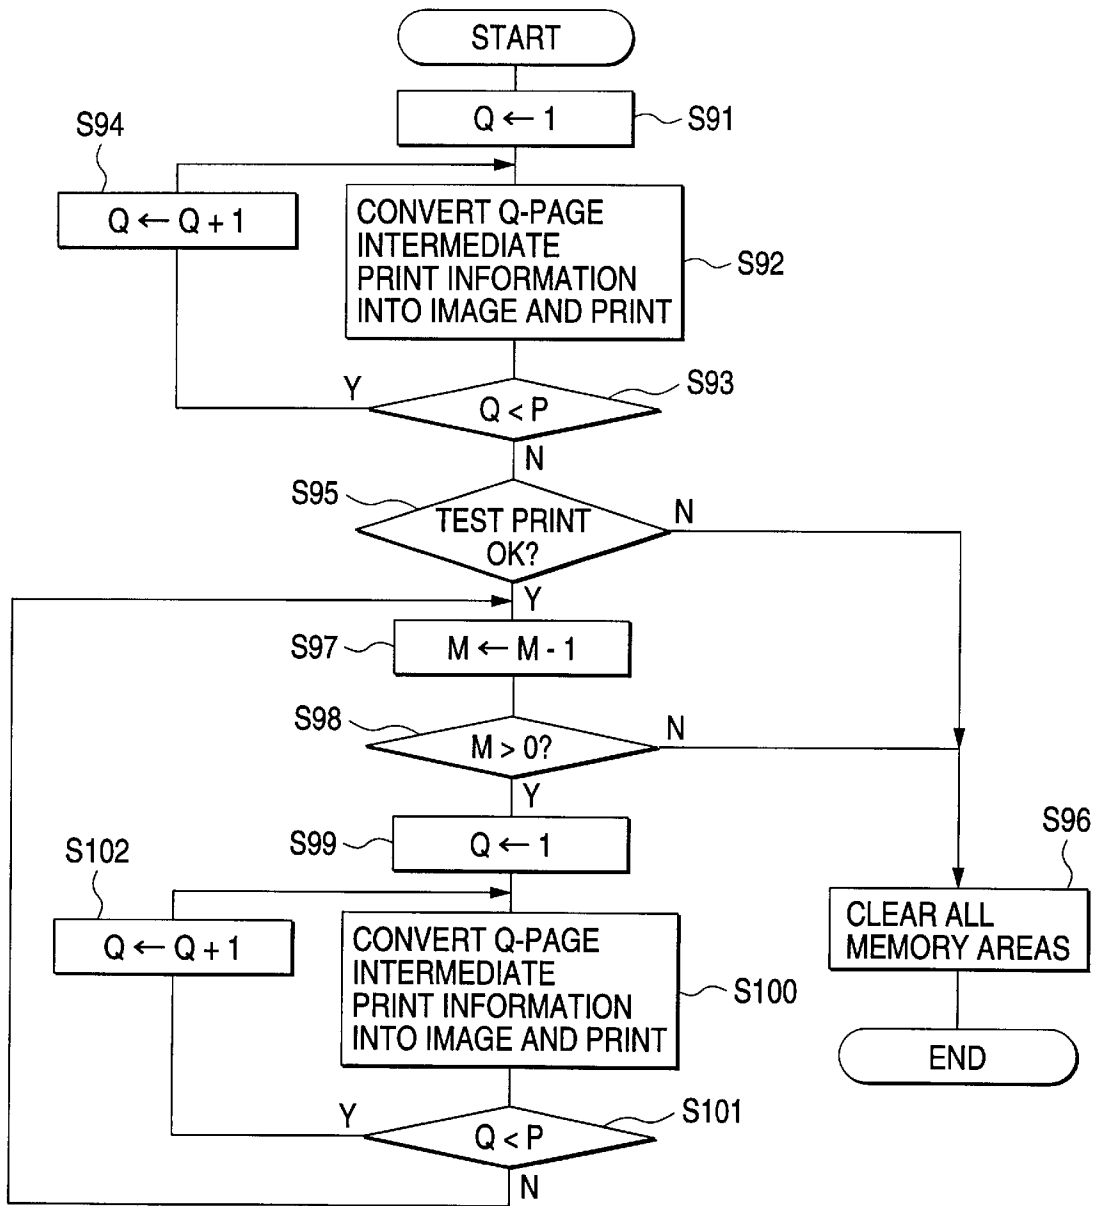 START
Q ← 1
S91
S94
Q ← Q + 1
CONVERT Q-PAGE
INTERMEDIATE
PRINT INFORMATION
INTO IMAGE AND PRINT
S92
Y
S93
Q < P
N
S95
TEST PRINT
OK?
N
Y
S97
M ← M - 1
S98
M > 0?
N
Y
S99
Q ← 1
S96
CLEAR ALL
MEMORY AREAS
S102
Q ← Q + 1
CONVERT Q-PAGE
INTERMEDIATE
PRINT INFORMATION
INTO IMAGE AND PRINT
S100
END
Y
S101
Q < P
N